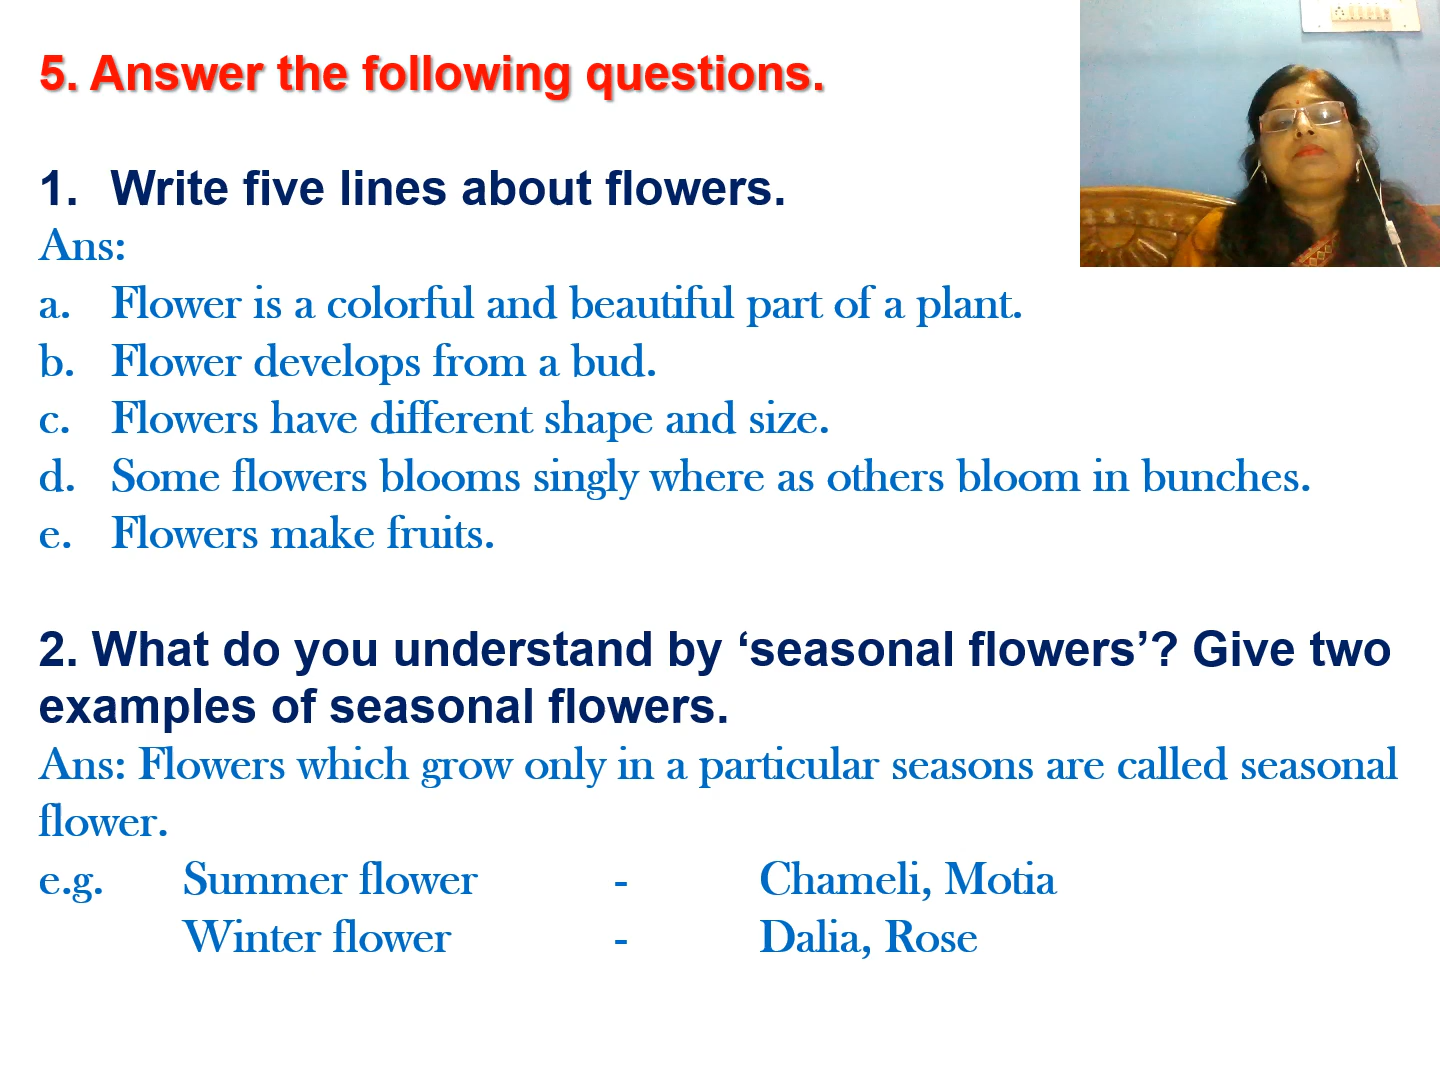 5. Answer the following questions.
1. Write five lines about flowers.
Ans:
a. Flower is a colorful and beautiful part of a plant.
b. Flower develops from a bud.
c. Flowers have different shape and size.
d. Some flowers blooms singly where as others bloom in bunches.
e. Flowers make fruits.
2. What do you understand by ‘seasonal flowers’? Give two
examples of seasonal flowers.
Ans: Flowers which grow only in a particular seasons are called seasonal
flower.
e.g. Summer flower - Chameli, Motia
Winter flower - Dalia, Rose